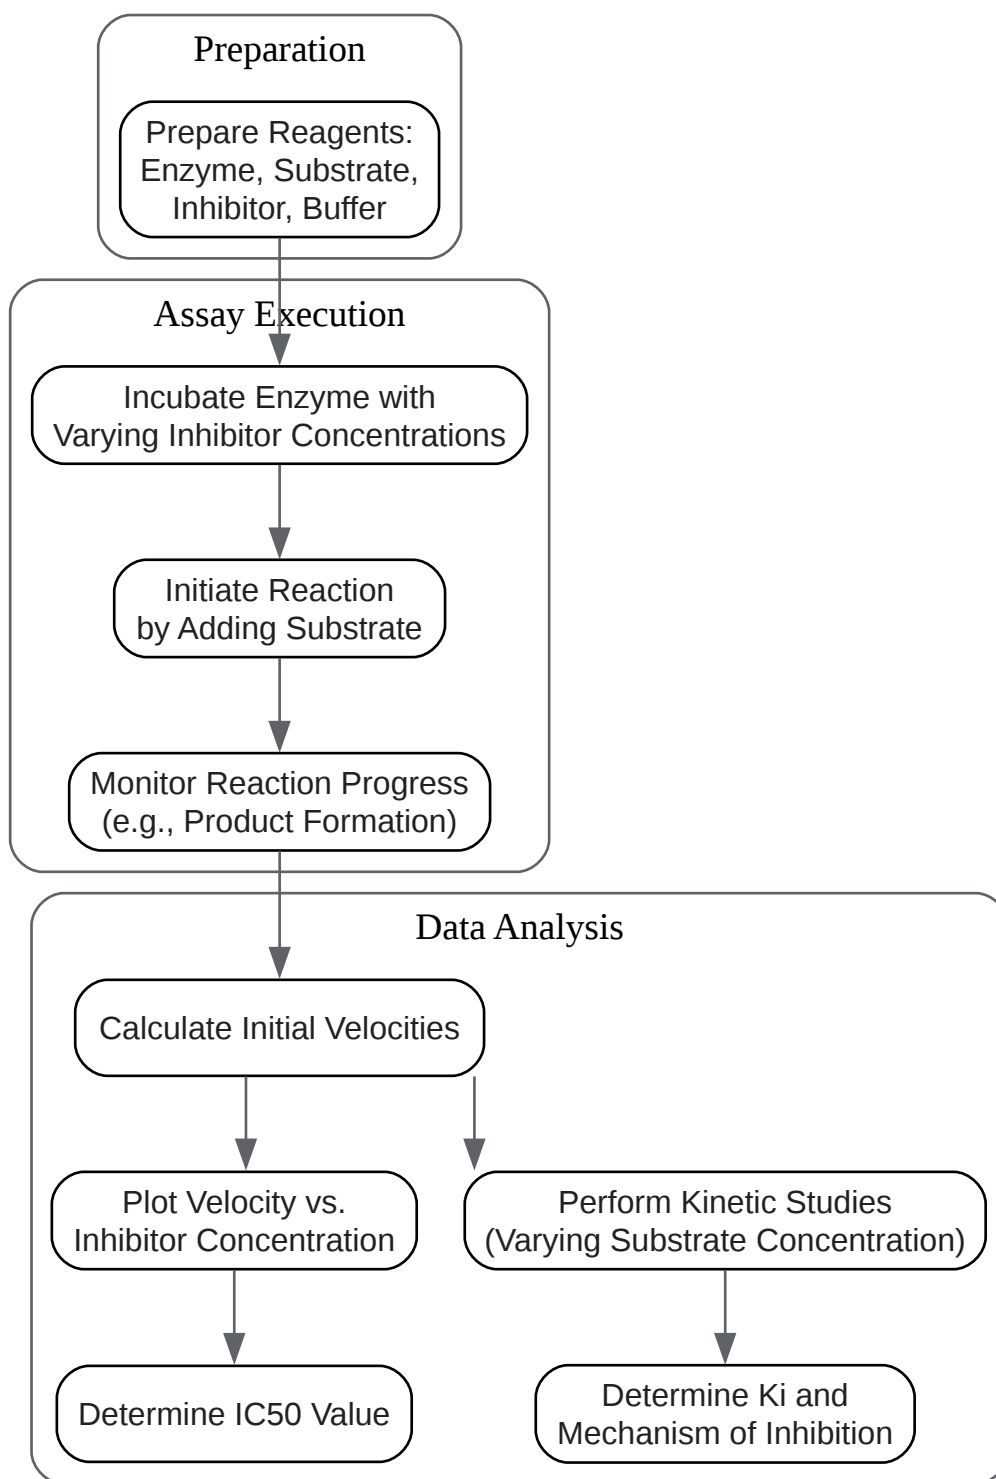 Preparation
Prepare Reagents:
Enzyme, Substrate,
Inhibitor, Buffer
Assay Execution
Incubate Enzyme with
Varying Inhibitor Concentrations
Initiate Reaction
by Adding Substrate
Monitor Reaction Progress
(e.g., Product Formation)
Data Analysis
Calculate Initial Velocities
Plot Velocity vs.
Inhibitor Concentration
Perform Kinetic Studies
(Varying Substrate Concentration)
Determine IC50 Value
Determine Ki and
Mechanism of Inhibition